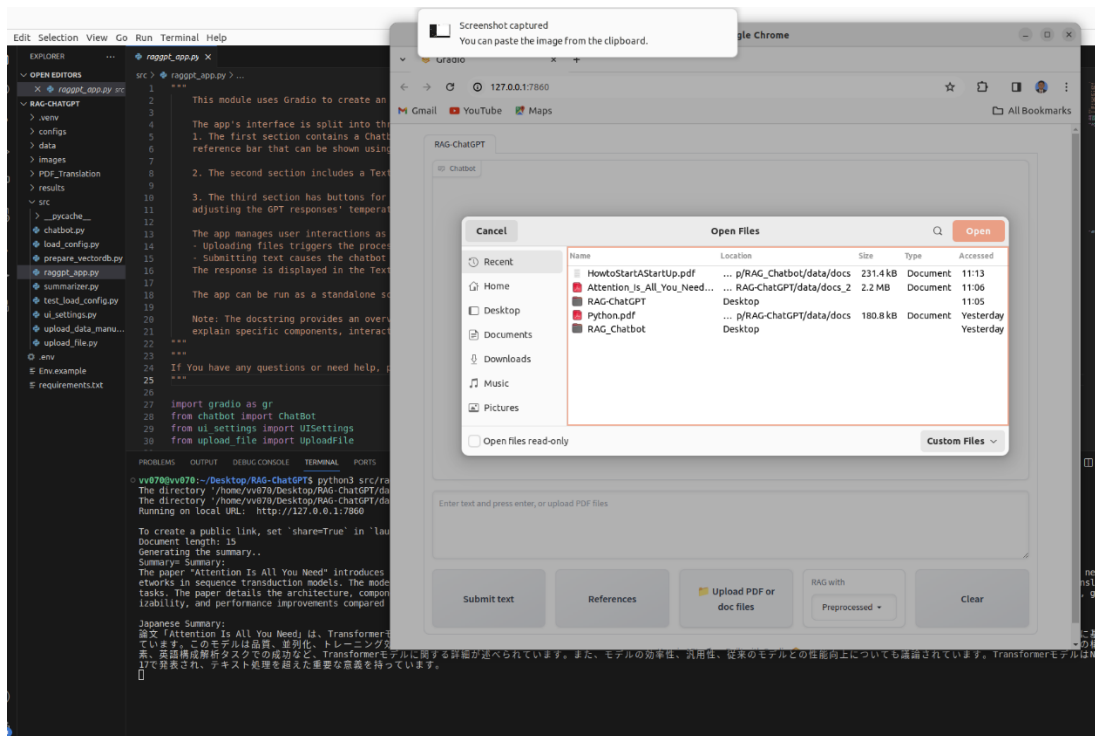 Screenshot captured
You can paste the image from the clipboard.
gle Chrome
Edit Selection View Go Run Terminal Help
EXPLORER
raggpt_app.py
OPEN EDITORS
raggpt_app.py src
RAG-CHATGPT
.venv
configs
data
images
PDF_Translation
results
src
__pycache__
chatbot.py
load_config.py
prepare_vectordb.py
raggpt_app.py
summarizer.py
test_load_config.py
ui_settings.py
upload_data_manu...
upload_file.py
.env
Env.example
requirements.txt
src > raggpt_app.py > ...
1 """
2 This module uses Gradio to create an
3
4 The app's interface is split into thr
5 1. The first section contains a Chatb
6 reference bar that can be shown using
7
8 2. The second section includes a Text
9
10 3. The third section has buttons for
11 adjusting the GPT responses' temperat
12
13 The app manages user interactions as
14 - Uploading files triggers the proces
15 - Submitting text causes the chatbot
16 The response is displayed in the Text
17
18 The app can be run as a standalone sc
19
20 Note: The docstring provides an overv
21 explain specific components, interact
22 """
23 """
24 If You have any questions or need help, p
25 """
26
27 import gradio as gr
28 from chatbot import ChatBot
29 from ui_settings import UISettings
30 from upload_file import UploadFile
PROBLEMS OUTPUT DEBUG CONSOLE TERMINAL PORTS
vv070@vv070:~/Desktop/RAG-ChatGPT$ python3 src/ra
The directory '/home/vv070/Desktop/RAG-ChatGPT/da
The directory '/home/vv070/Desktop/RAG-ChatGPT/da
Running on local URL: http://127.0.0.1:7860
To create a public link, set `share=True` in `lau
Document length: 15
Generating the summary..
Summary= Summary:
The paper "Attention Is All You Need" introduces
etworks in sequence transduction models. The mode
tasks. The paper details the architecture, compon
izability, and performance improvements compared
Japanese Summary:
論文「Attention Is All You Need」は、Transformerモ
ています。このモデルは品質、並列化、トレーニング効
素、英語構成解析タスクでの成功など、Transformerモデルに関する詳細が述べられています。また、モデルの効率性、汎用性、従来のモデルとの性能向上についても議論されています。TransformerモデルはN
17で発表され、テキスト処理を超えた重要な意義を持っています。
Gradio
127.0.0.1:7860
Gmail YouTube Maps
All Bookmarks
RAG-ChatGPT
Chatbot
Cancel Open Files Open
Recent
Home
Desktop
Documents
Downloads
Music
Pictures
Name Location Size Type Accessed
HowtoStartAStartUp.pdf ... p/RAG_Chatbot/data/docs 231.4 kB Document 11:13
Attention_Is_All_You_Need... ... RAG-ChatGPT/data/docs_2 2.2 MB Document 11:06
RAG-ChatGPT Desktop 11:05
Python.pdf ... p/RAG-ChatGPT/data/docs 180.8 kB Document Yesterday
RAG_Chatbot Desktop Yesterday
Open files read-only
Custom Files
Enter text and press enter, or upload PDF files
Submit text
References
Upload PDF or
doc files
RAG with
Preprocessed
Clear